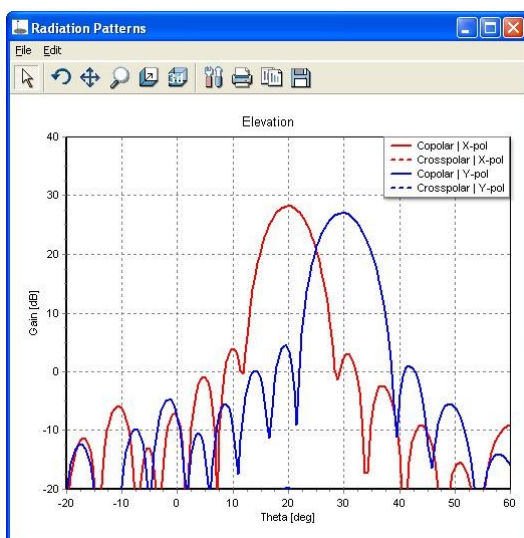 Radiation Patterns
File Edit
Elevation
40
30
20
10
0
-10
-20
Gain [dB]
Copolar | X-pol
Crosspolar | X-pol
Copolar | Y-pol
Crosspolar | Y-pol
-20 -10 0 10 20 30 40 50 60
Theta [deg]